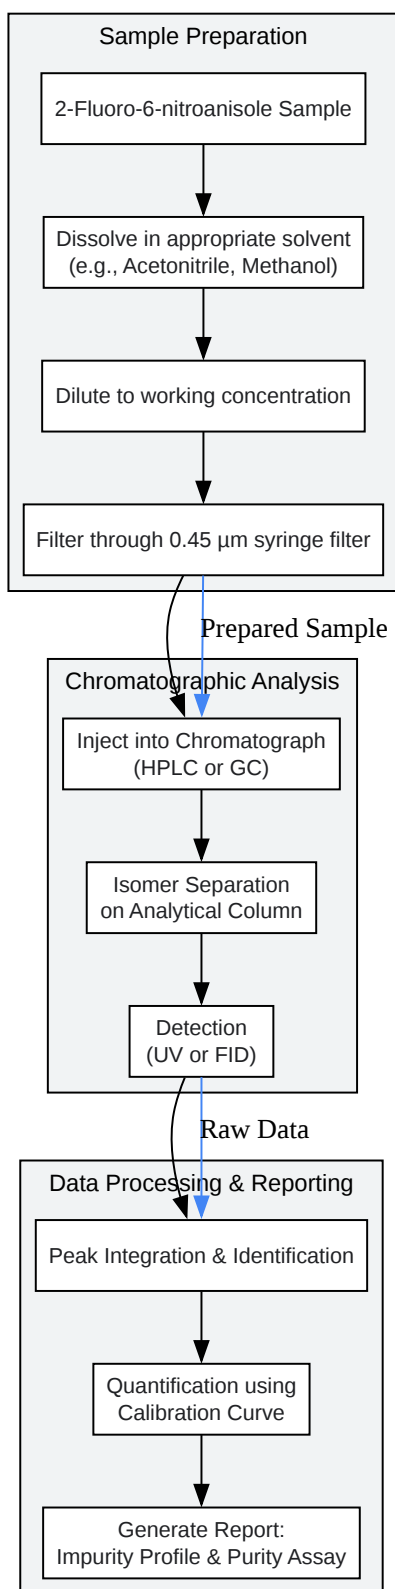 Sample Preparation
2-Fluoro-6-nitroanisole Sample
Dissolve in appropriate solvent
(e.g., Acetonitrile, Methanol)
Dilute to working concentration
Filter through 0.45 µm syringe filter
Prepared Sample
Chromatographic Analysis
Inject into Chromatograph
(HPLC or GC)
Isomer Separation
on Analytical Column
Detection
(UV or FID)
Raw Data
Data Processing & Reporting
Peak Integration & Identification
Quantification using
Calibration Curve
Generate Report:
Impurity Profile & Purity Assay